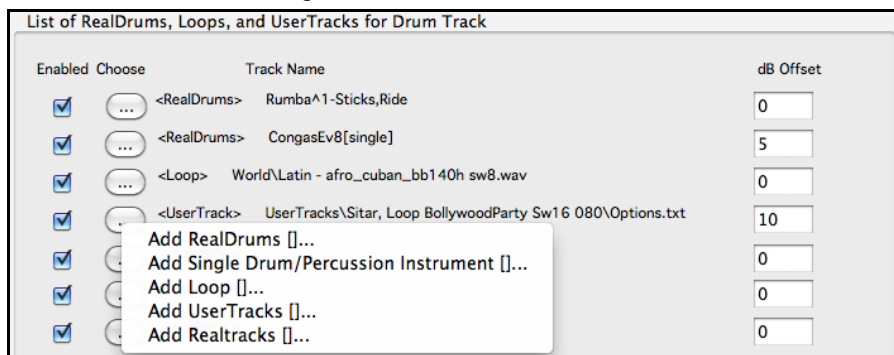 List of RealDrums, Loops, and UserTracks for Drum Track
Enabled Choose Track Name dB Offset
... <RealDrums> Rumba^1-Sticks,Ride 0
... <RealDrums> CongasEv8[single] 5
... <Loop> World\Latin - afro_cuban_bb140h sw8.wav 0
<UserTrack> UserTracks\Sitar, Loop BollywoodParty Sw16 080\Options.txt 10
Add RealDrums []...
Add Single Drum/Percussion Instrument []... 0
Add Loop []... 0
Add UserTracks []...
Add Realtracks []... 0